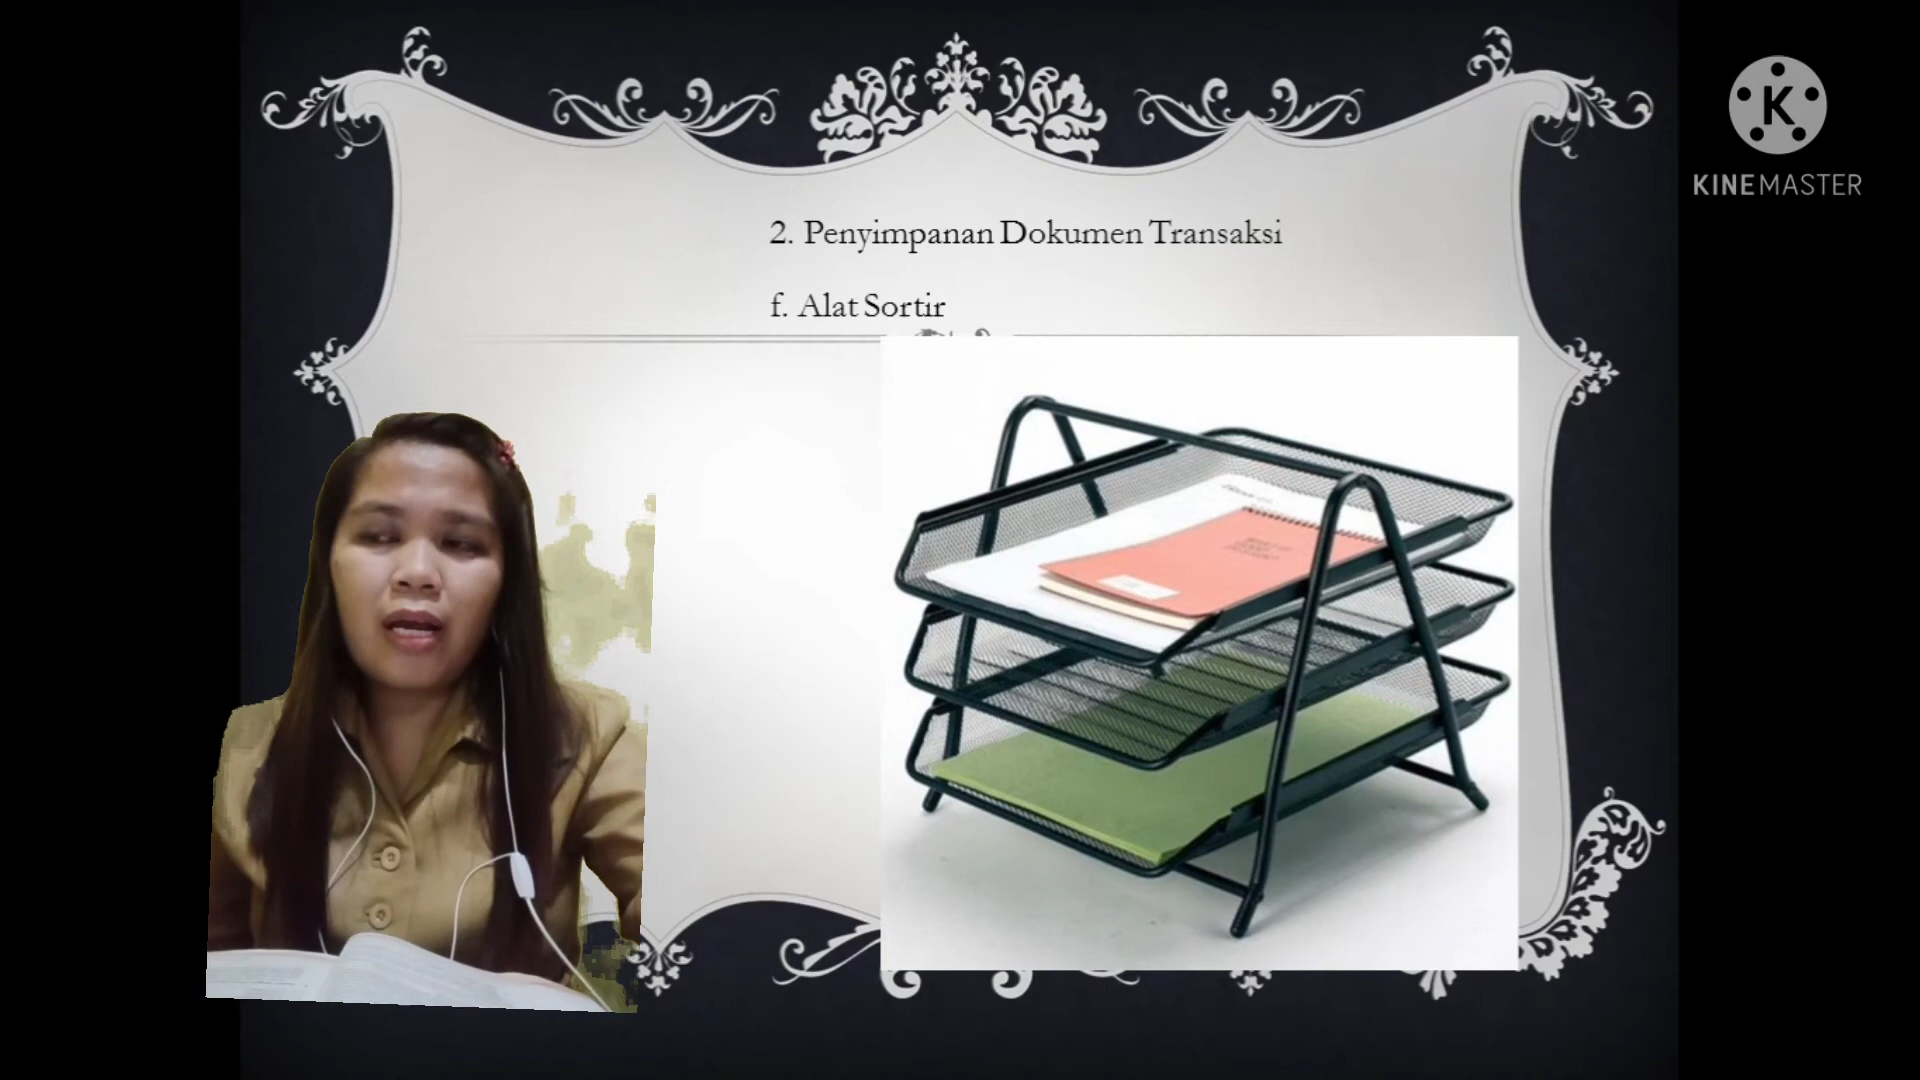 2. Penyimpanan Dokumen Transaksi
f. Alat Sortir
K
KINEMASTER